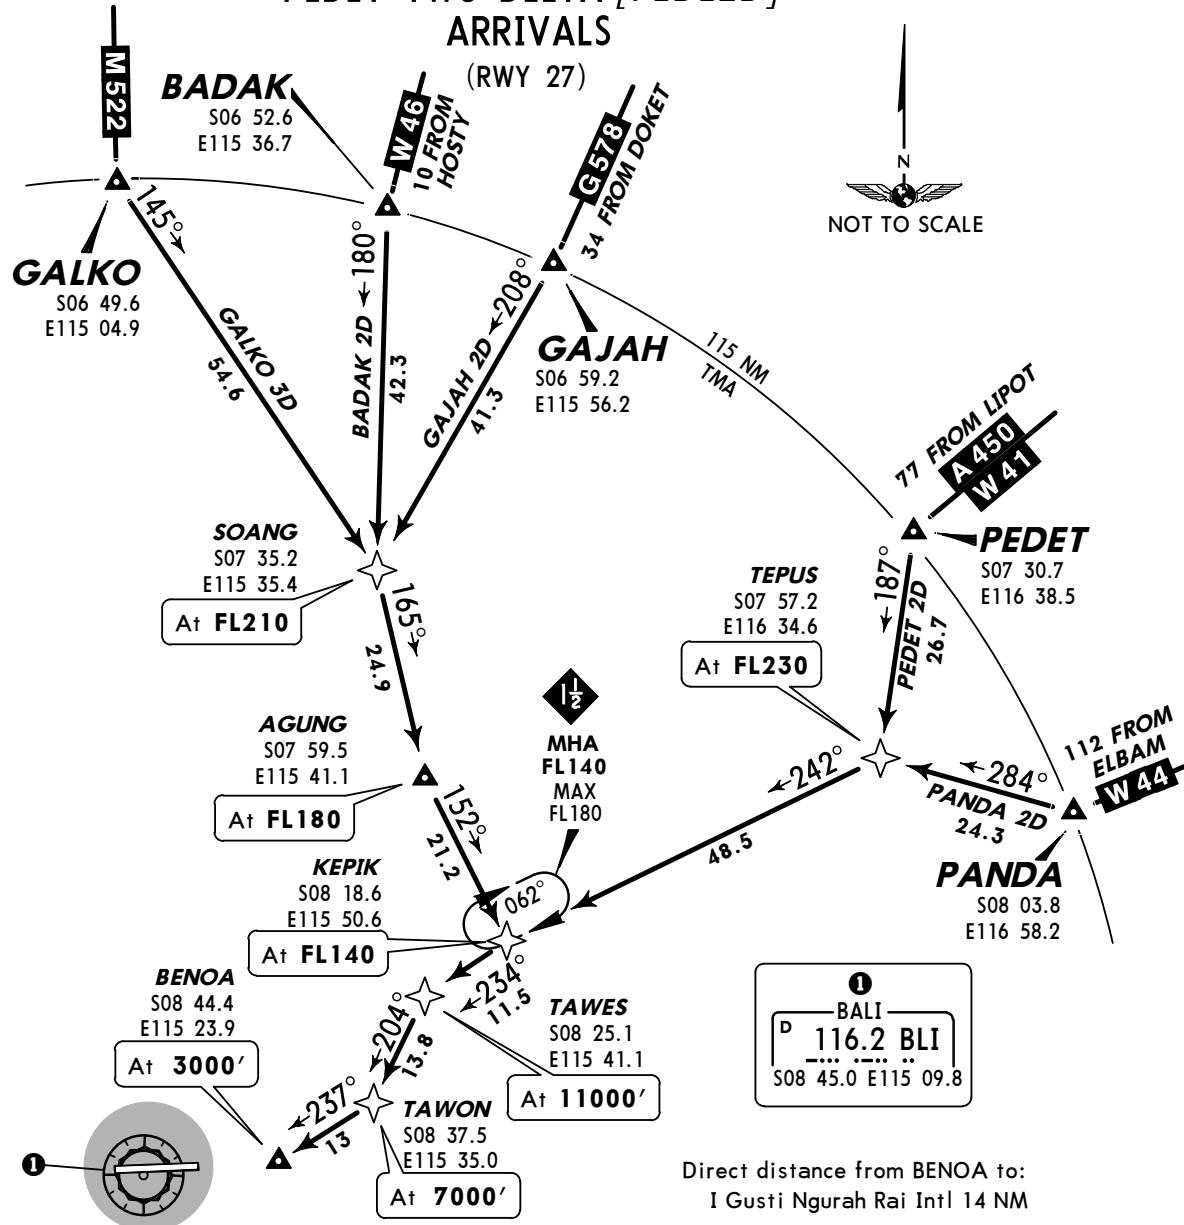 ARRIVALS
(RWY 27)
M 522
BADAK
S06 52.6
E115 36.7
W 46
10 FROM
HOSTY
G 578
34 FROM DOKET
N
NOT TO SCALE
GALKO
S06 49.6
E115 04.9
145°
GALKO 3D
54.6
180°
BADAK 2D
42.3
208°
GAJAH 2D
41.3
GAJAH
S06 59.2
E115 56.2
115 NM
TMA
77 FROM LIPOT
A 450
W 41
PEDET
S07 30.7
E116 38.5
SOANG
S07 35.2
E115 35.4
At FL210
165°
24.9
TEPUS
S07 57.2
E116 34.6
At FL230
187°
PEDET 2D
26.7
112 FROM
ELBAM
W 44
284°
PANDA 2D
24.3
PANDA
S08 03.8
E116 58.2
AGUNG
S07 59.5
E115 41.1
At FL180
152°
21.2
1½
MHA
FL140
MAX
FL180
242°
48.5
KEPIK
S08 18.6
E115 50.6
At FL140
062°
234°
11.5
BENOA
S08 44.4
E115 23.9
At 3000′
204°
13.8
TAWES
S08 25.1
E115 41.1
At 11000′
237°
13
TAWON
S08 37.5
E115 35.0
At 7000′
1
1
BALI
D 116.2 BLI
S08 45.0 E115 09.8
Direct distance from BENOA to:
I Gusti Ngurah Rai Intl 14 NM